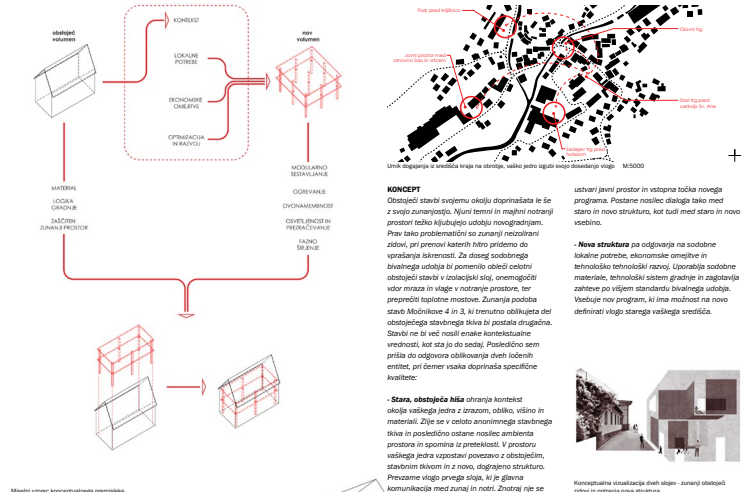 obstoječ
volumen
KONTEKST
LOKALNE
POTREBE
EKONOMSKE
OMEJITVE
OPTIMIZACIJA
IN RAZVOJ
nov
volumen
MATERIAL
LOGIKA
GRADNJE
ZAŠČITEN
ZUNANJI PROSTOR
MODULARNO
SESTAVLJANJE
OGREVANJE
DVONAMEMBNOST
OSVETLJITEV IN
PREZRAČEVANJE
FAZNO
ŠIRJENJE
Miselni vzorec konceptualnega premisleka
Park pred knjižnico
Glavni trg
Javni prostor med
osnovno šolo in vrtcem
Stari trg pred
cerkvijo Sv. Ane
Ledejev trg pred
hotelom
Umik dogajanja iz središča kraja na obrobje, vaško jedro izgubi svojo dosedanjo vlogo M:5000
KONCEPT
Obstoječi stavbi svojemu okolju doprinašata le še
z svojo zunanjostjo. Njuni temni in majhni notranji
prostori težko kljubujejo udobju novogradnjam.
Prav tako problematični so zunanji neizolirani
zidovi, pri prenovi katerih hitro pridemo do
vprašanja iskrenosti. Za doseg sodobnega
bivalnega udobja bi pomenilo obleči celotni
obstoječi stavbi v izolacijski sloj, onemogočiti
vdor mraza in vlage v notranje prostore, ter
preprečiti toplotne mostove. Zunanja podoba
stavb Močnikove 4 in 3, ki trenutno oblikujeta del
obstoječega stavbnega tkiva bi postala drugačna.
Stavbi ne bi več nosili enake kontekstualne
vrednosti, kot sta jo do sedaj. Posledično sem
prišla do odgovora oblikovanja dveh ločenih
entitet, pri čemer vsaka doprinaša specifične
kvalitete:
- Stara, obstoječa hiša ohranja kontekst
okolja vaškega jedra z izrazom, obliko, višino in
materiali. Zlije se v celoto anonimnega stavbnega
tkiva in posledično ostane nosilec ambienta
prostora in spomina iz preteklosti. V prostoru
vaškega jedra vzpostavi povezavo z obstoječim,
stavbnim tkivom in z novo, dograjeno strukturo.
Prevzame vlogo prvega sloja, ki je glavna
komunikacija med zunaj in notri. Znotraj nje se
ustvari javni prostor in vstopna točka novega
programa. Postane nosilec dialoga tako med
staro in novo strukturo, kot tudi med staro in novo
vsebino.
- Nova struktura pa odgovarja na sodobne
lokalne potrebe, ekonomske omejitve in
tehnološko tehnološki razvoj. Uporablja sodobne
materiale, tehnološki sistem gradnje in zagotavlja
zahteve po višjem standardu bivalnega udobja.
Vsebuje nov program, ki ima možnost na novo
definirati vlogo starega vaškega središča.
Konceptualna vizualizacija dveh slojev - zunanji obstoječi
zidovi in notranja nova struktura